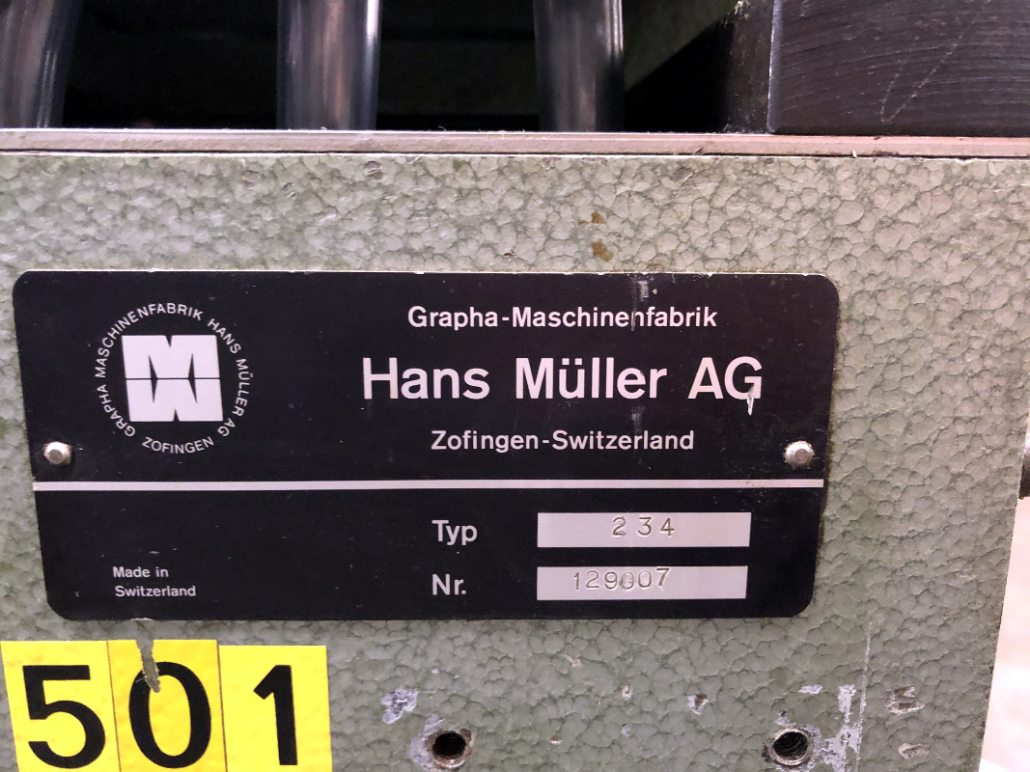 GRAPHA MASCHINENFABRIK HANS MÜLLER AG
ZOFINGEN
Grapha-Maschinenfabrik
Hans Müller AG
Zofingen-Switzerland
Typ 234
Nr. 129007
Made in
Switzerland
501